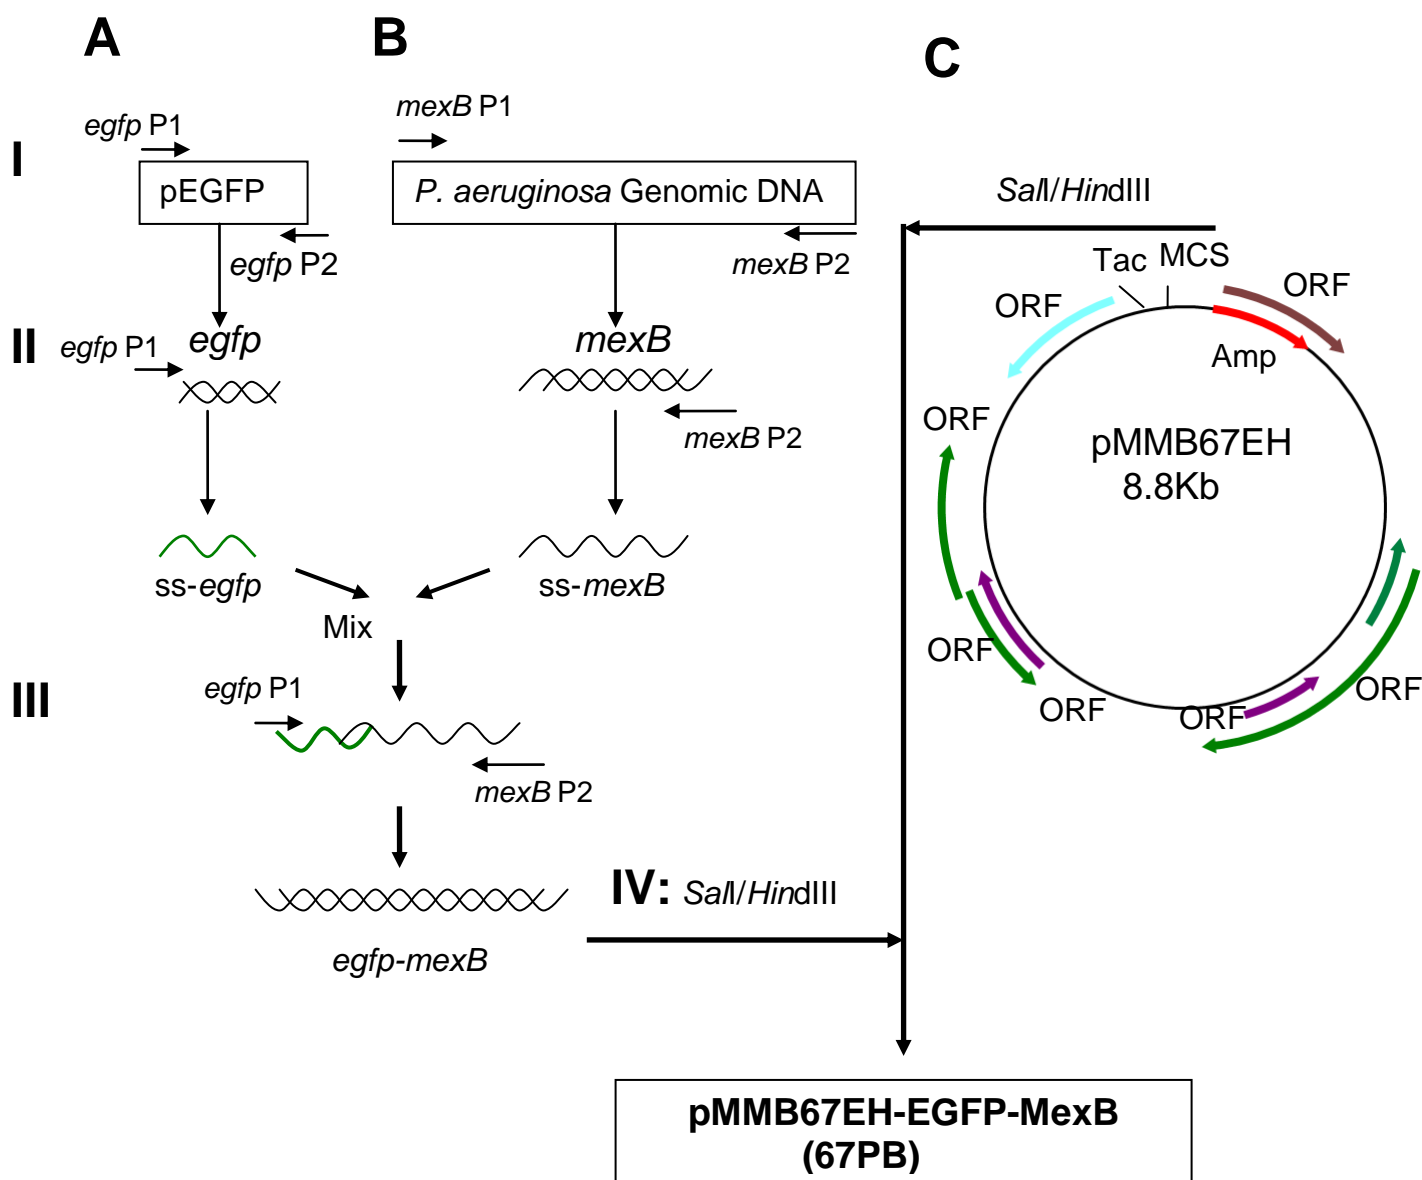 A
B
C
mexB P1
egfp P1
I
pEGFP
P. aeruginosa Genomic DNA
SalI/HindIII
egfp P2
mexB P2
Tac
MCS
ORF
ORF
II
egfp P1
egfp
mexB
Amp
ORF
mexB P2
pMMB67EH
8.8Kb
ss-egfp
ss-mexB
Mix
ORF
III
egfp P1
ORF
ORF
ORF
mexB P2
IV: SalI/HindIII
egfp-mexB
pMMB67EH-EGFP-MexB
(67PB)